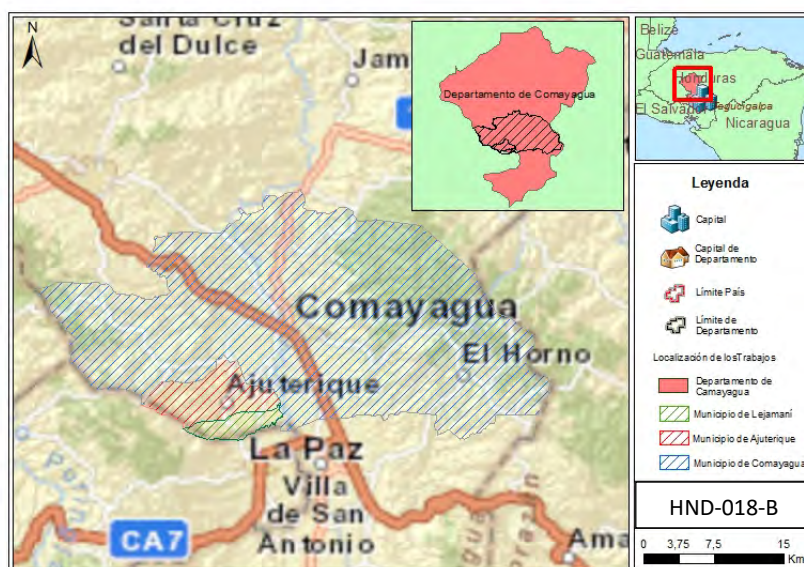 N
Santa Cruz
del Dulce
Jam
Comayagua
El Horno
Ajuterique
La Paz
Villa
de San
Antonio
CA7
Ama
Departamento de Comayagua
Belize
Guatemala
Honduras
Tegucigalpa
El Salvador
Nicaragua
Leyenda
Capital
Capital de
Departamento
Límite País
Límite de
Departamento
Localización de losTrabajos
Departamento de
Camayagua
Municipio de Lejamaní
Municipio de Ajuterique
Municipio de Comayagua
HND-018-B
0 3,75 7,5 15
Km